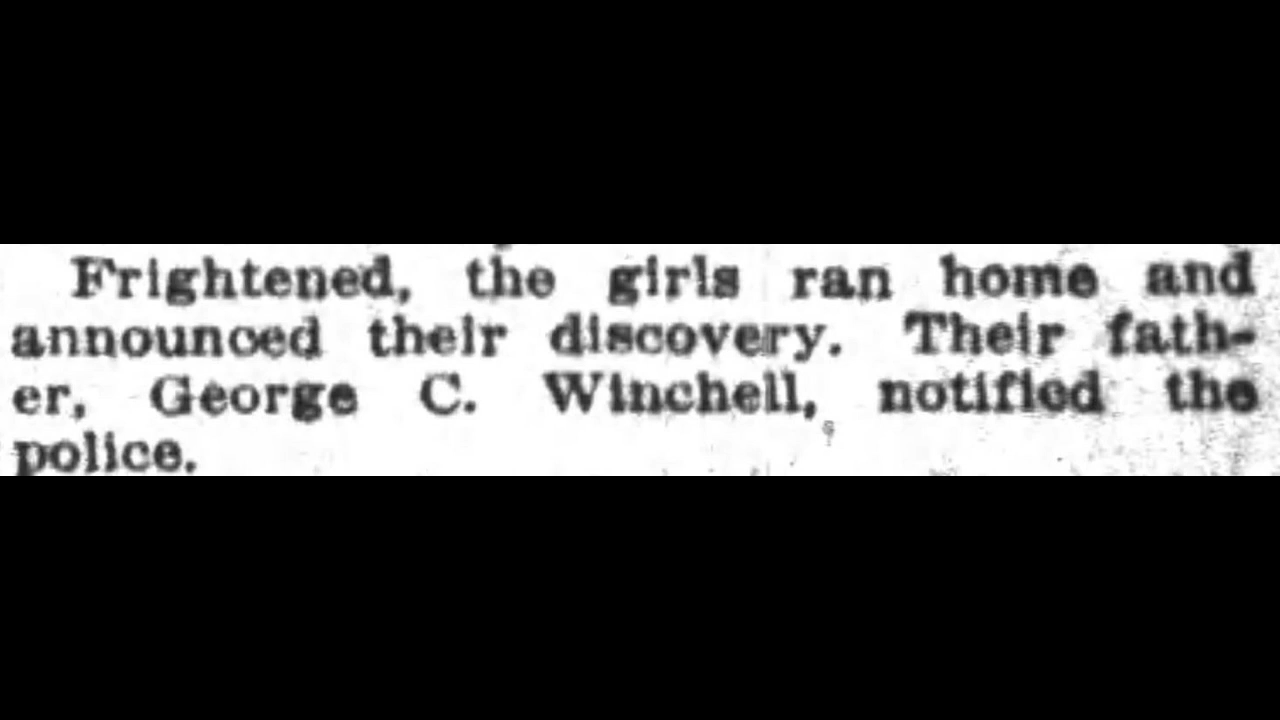 Frightened, the girls ran home and
announced their discovery. Their fath-
er, George C. Winchell, notified the
police.